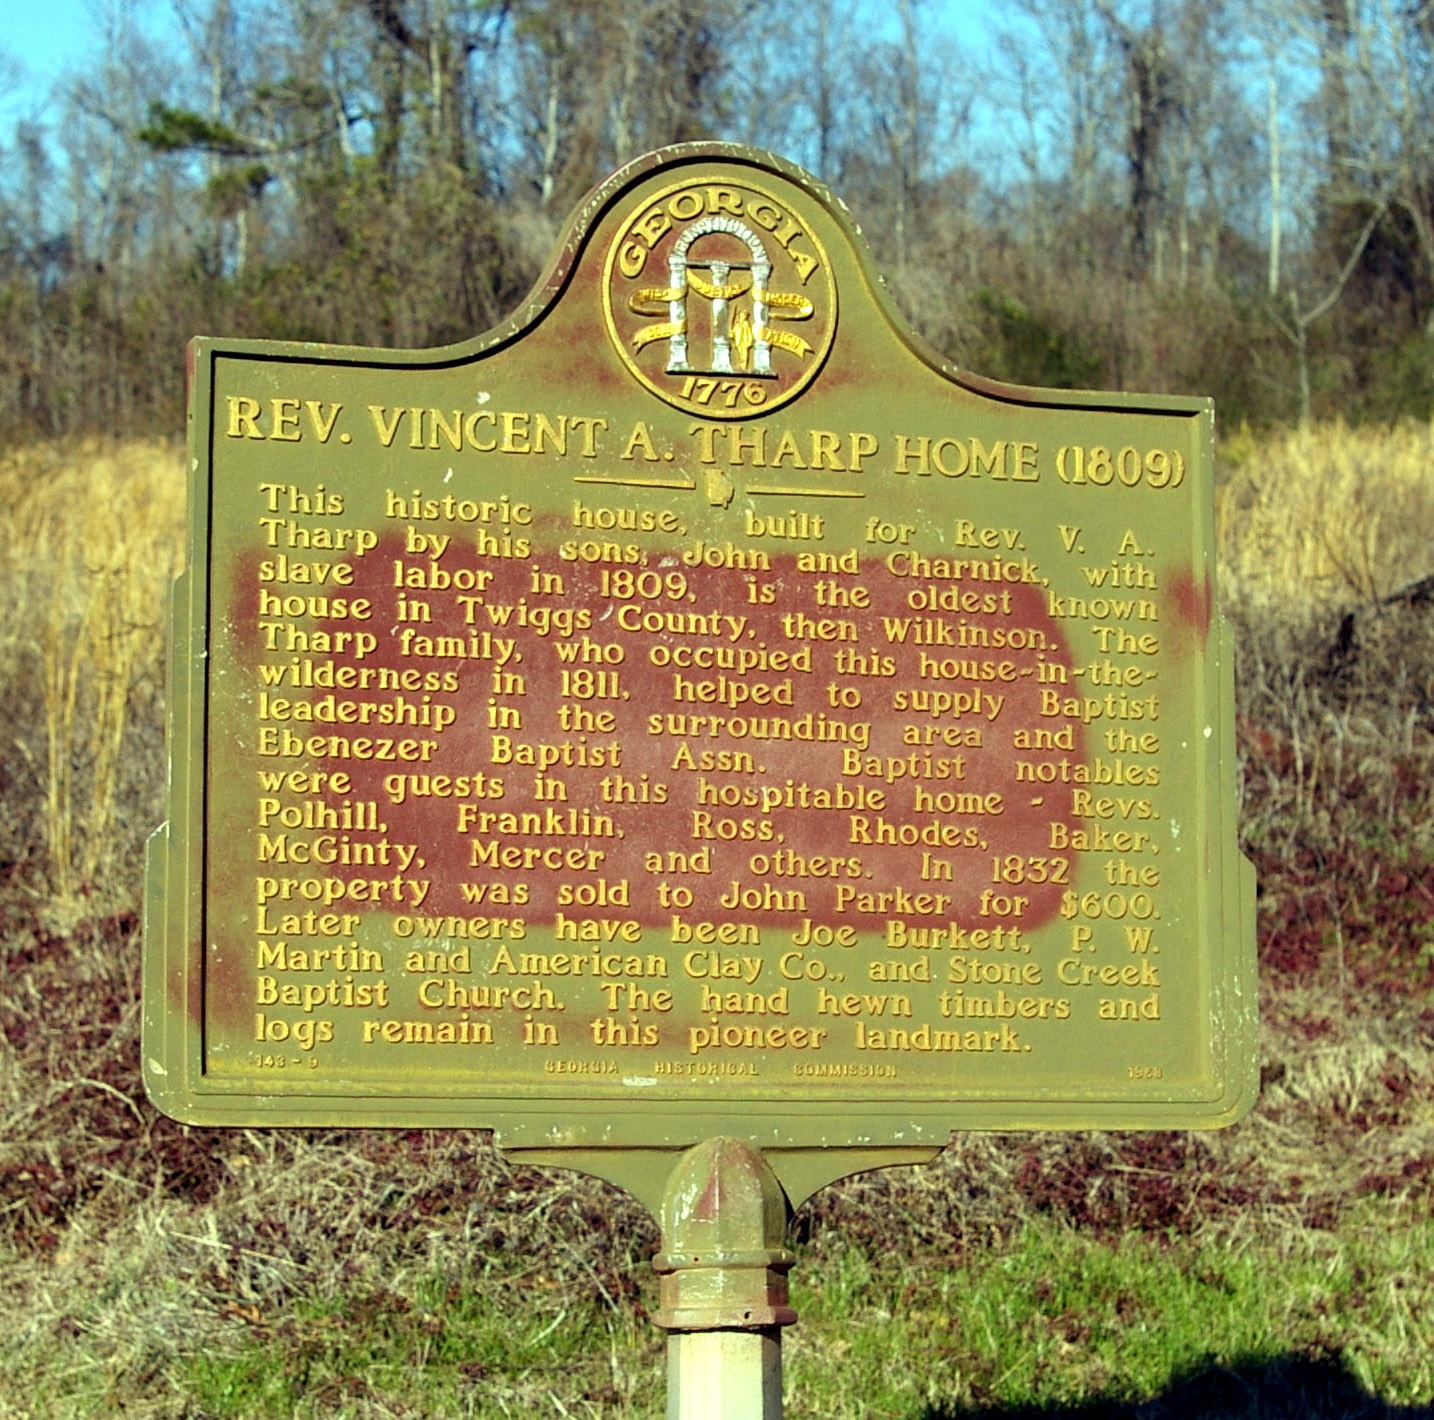 GEORGIA
1776
REV. VINCENT A. THARP HOME (1809)
This historic house, built for Rev. V. A.
Tharp by his sons, John and Charnick, with
slave labor in 1809, is the oldest known
house in Twiggs County, then Wilkinson. The
Tharp family, who occupied this house-in-the-
wilderness in 1811, helped to supply Baptist
leadership in the surrounding area and the
Ebenezer Baptist Assn. Baptist notables
were guests in this hospitable home - Revs.
Polhill, Franklin, Ross, Rhodes, Baker,
McGinty, Mercer and others. In 1832 the
property was sold to John Parker for $600.
Later owners have been Joe Burkett, P. W.
Martin and American Clay Co., and Stone Creek
Baptist Church. The hand hewn timbers and
logs remain in this pioneer landmark.
143 - 9 GEORGIA HISTORICAL COMMISSION